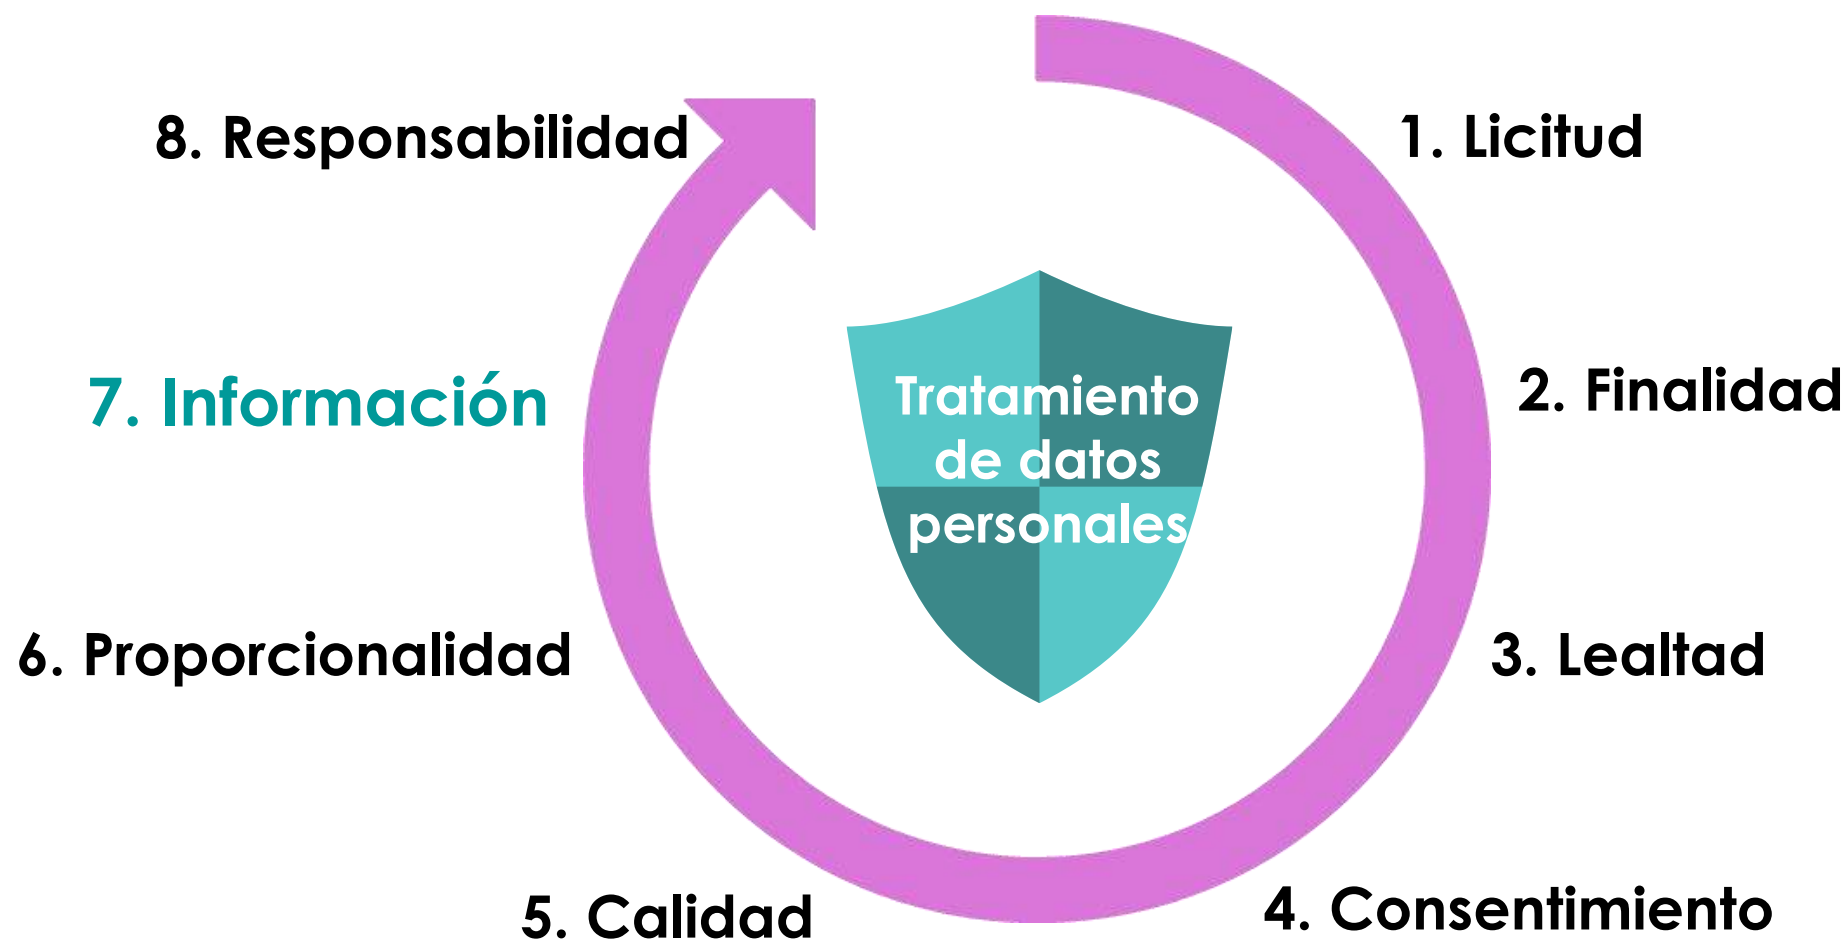 1. Licitud
2. Finalidad
3. Lealtad
4. Consentimiento
5. Calidad
6. Proporcionalidad
7. Información
8. Responsabilidad
Tratamiento
de datos
personales